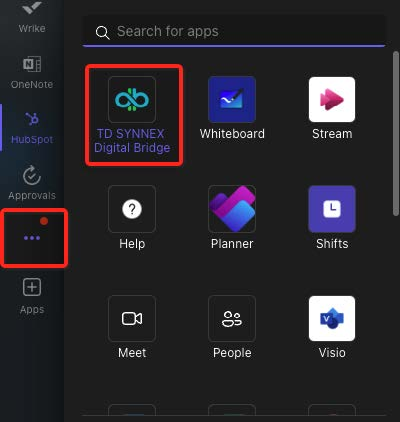 Wrike
OneNote
HubSpot
Approvals
Apps
Search for apps
TD SYNNEX
Digital Bridge
Whiteboard
Stream
Help
Planner
Shifts
Meet
People
Visio